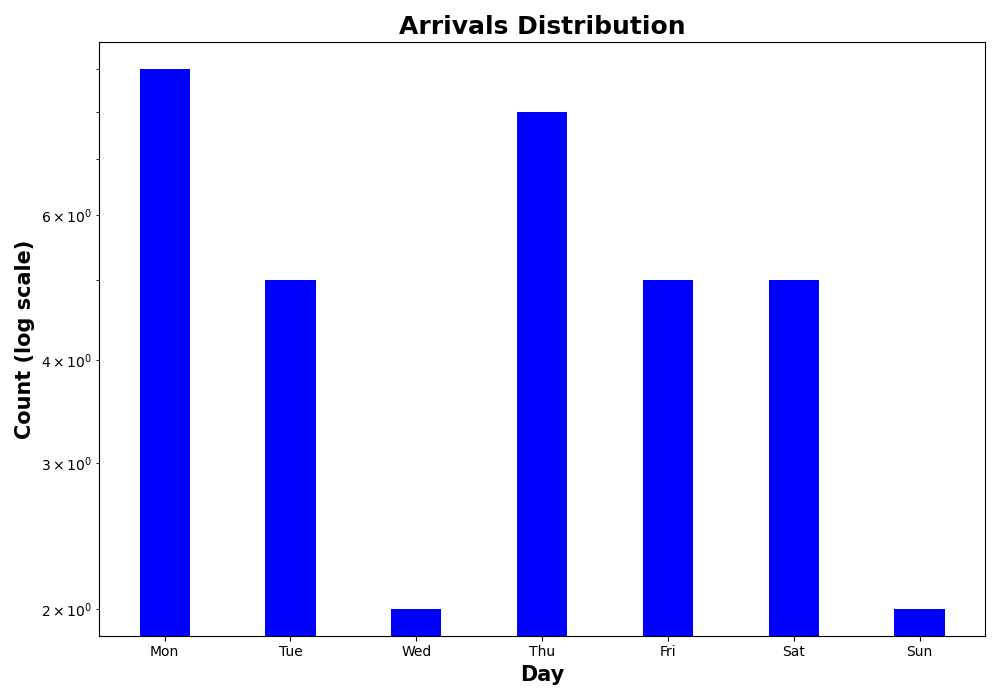 Arrivals Distribution
Count (log scale)
6 × 10⁰
4 × 10⁰
3 × 10⁰
2 × 10⁰
Mon Tue Wed Thu Fri Sat Sun
Day